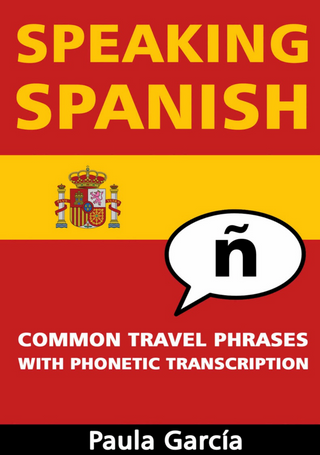 SPEAKING
SPANISH
ñ
COMMON TRAVEL PHRASES
WITH PHONETIC TRANSCRIPTION
Paula García